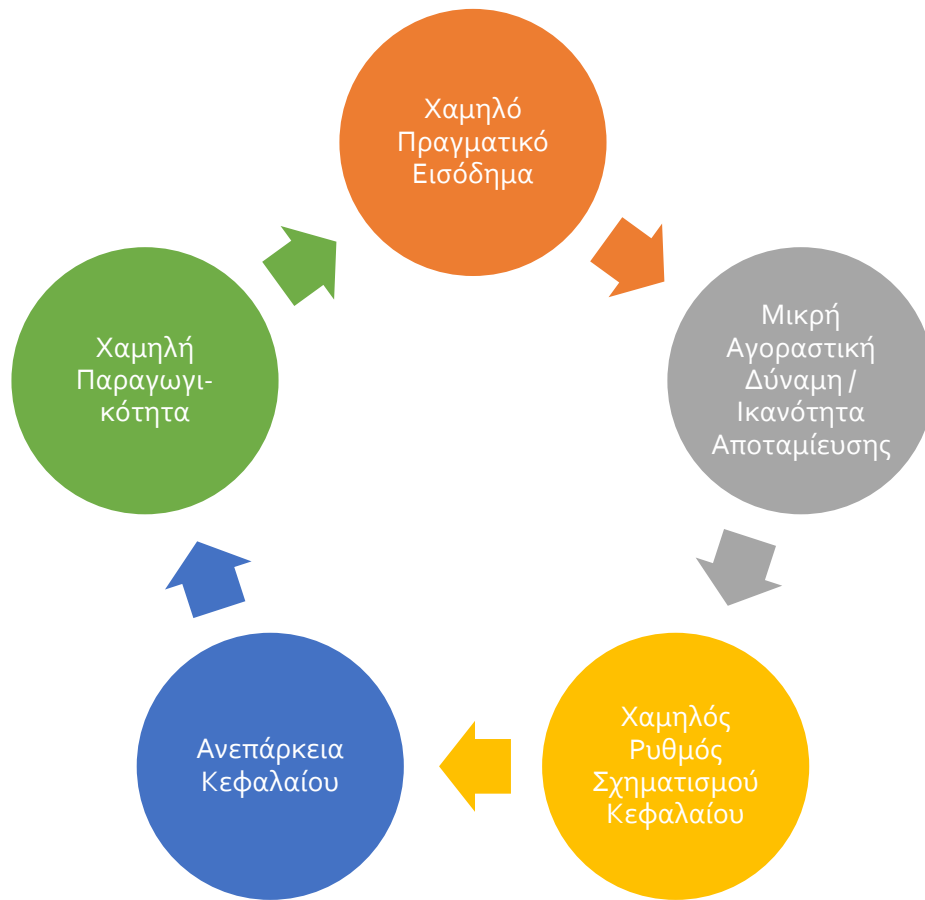 Χαμηλό
Πραγματικό
Εισόδημα
Μικρή
Αγοραστική
Δύναμη /
Ικανότητα
Αποταμίευσης
Χαμηλός
Ρυθμός
Σχηματισμού
Κεφαλαίου
Ανεπάρκεια
Κεφαλαίου
Χαμηλή
Παραγωγι-
κότητα